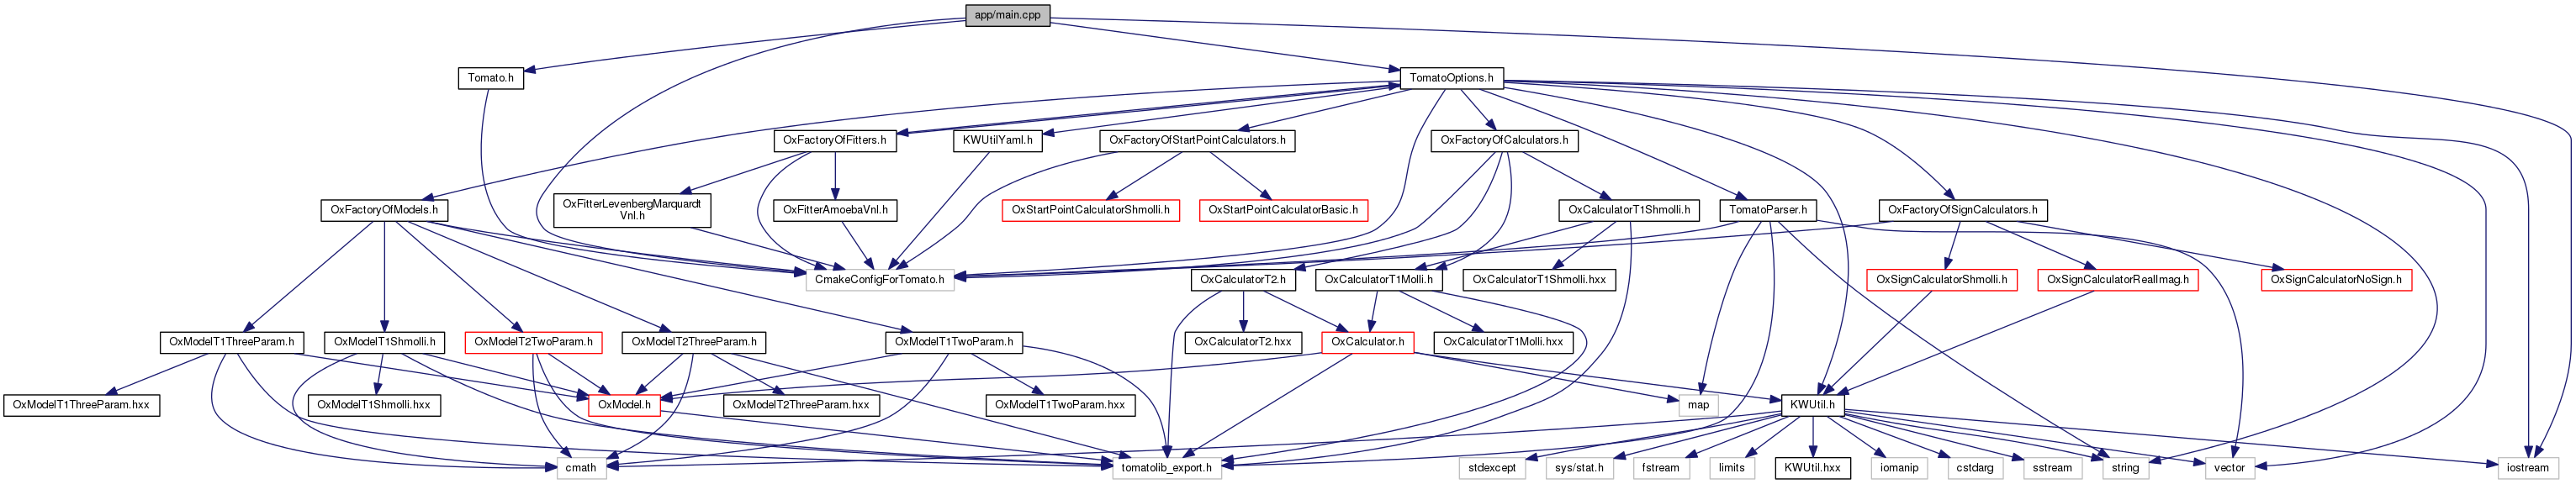 app/main.cpp
Tomato.h
TomatoOptions.h
OxFactoryOfFitters.h
KWUtilYaml.h
OxFactoryOfStartPointCalculators.h
OxFactoryOfCalculators.h
OxFactoryOfModels.h
OxFitterLevenbergMarquardt
Vnl.h
OxFitterAmoebaVnl.h
OxStartPointCalculatorShmolli.h
OxStartPointCalculatorBasic.h
OxCalculatorT1Shmolli.h
TomatoParser.h
OxFactoryOfSignCalculators.h
CmakeConfigForTomato.h
OxCalculatorT2.h
OxCalculatorT1Molli.h
OxCalculatorT1Shmolli.hxx
OxSignCalculatorShmolli.h
OxSignCalculatorRealImag.h
OxSignCalculatorNoSign.h
OxModelT1ThreeParam.h
OxModelT1Shmolli.h
OxModelT2TwoParam.h
OxModelT2ThreeParam.h
OxModelT1TwoParam.h
OxCalculatorT2.hxx
OxCalculator.h
OxCalculatorT1Molli.hxx
OxModelT1ThreeParam.hxx
OxModelT1Shmolli.hxx
OxModel.h
OxModelT2ThreeParam.hxx
OxModelT1TwoParam.hxx
map
KWUtil.h
cmath
tomatolib_export.h
stdexcept
sys/stat.h
fstream
limits
KWUtil.hxx
iomanip
cstdarg
sstream
string
vector
iostream